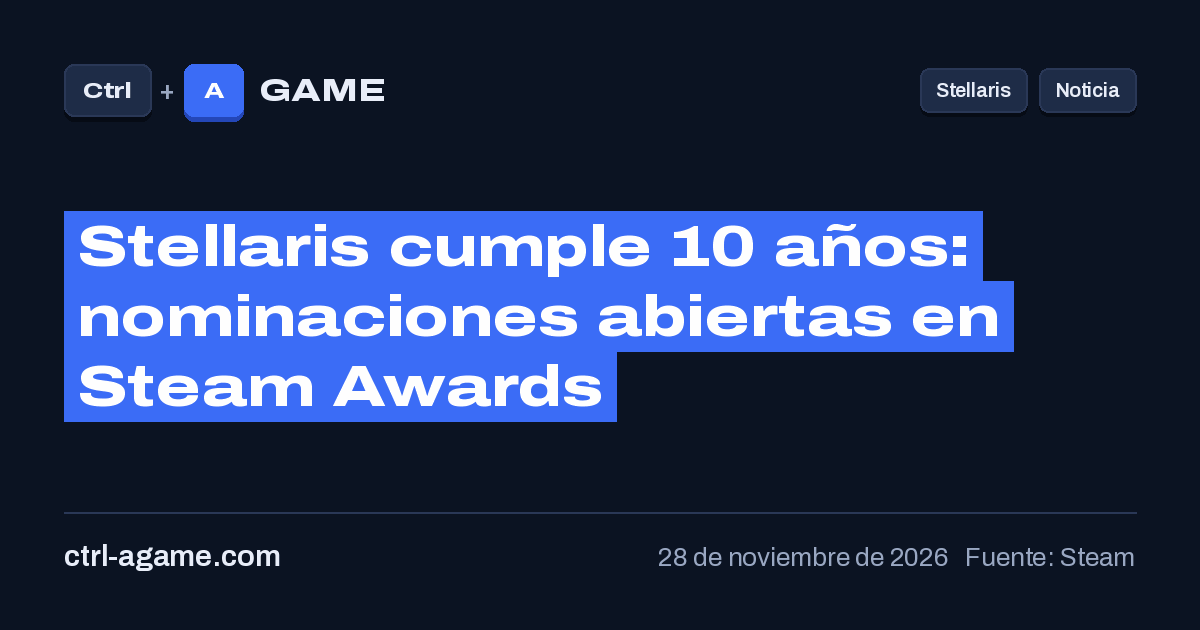 Ctrl + A GAME
Stellaris Noticia
Stellaris cumple 10 años:
nominaciones abiertas en
Steam Awards
ctrl-agame.com
28 de noviembre de 2026 Fuente: Steam